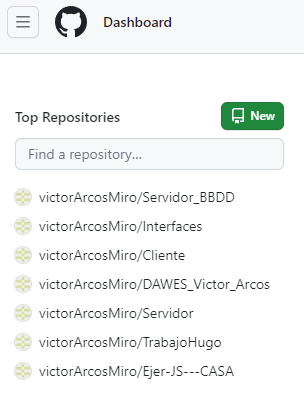 Dashboard
Top Repositories
New
Find a repository...
victorArcosMiro/Servidor_BBDD
victorArcosMiro/Interfaces
victorArcosMiro/Cliente
victorArcosMiro/DAWES_Victor_Arcos
victorArcosMiro/Servidor
victorArcosMiro/TrabajoHugo
victorArcosMiro/Ejer-JS---CASA